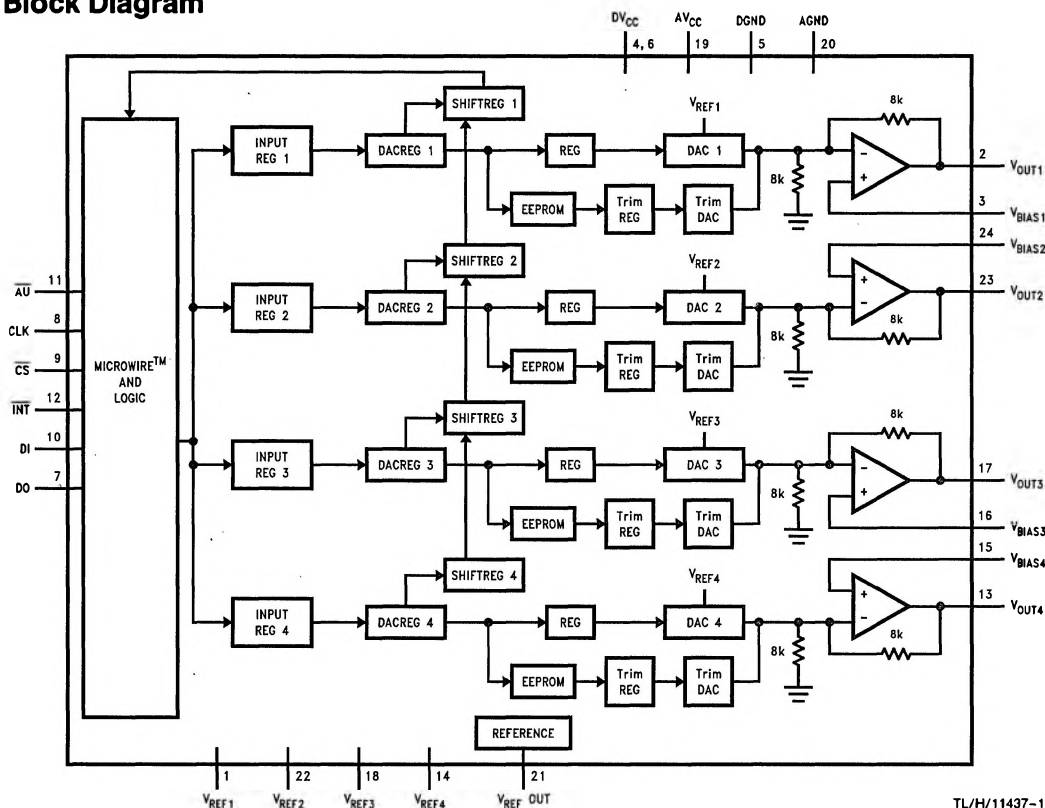 Block Diagram
DVCC AVCC DGND AGND
4, 6 19 5 20
MICROWIRE™
AND
LOGIC
A̅U̅ 11
CLK 8
C̅S̅ 9
I̅N̅T̅ 12
DI 10
DO 7
INPUT
REG 1
DACREG 1
SHIFTREG 1
REG
VREF1
DAC 1
EEPROM
Trim
REG
Trim
DAC
8k
8k
-
+
2 VOUT1
3 VBIAS1
INPUT
REG 2
DACREG 2
SHIFTREG 2
REG
VREF2
DAC 2
EEPROM
Trim
REG
Trim
DAC
8k
24 VBIAS2
+
-
23 VOUT2
8k
INPUT
REG 3
DACREG 3
SHIFTREG 3
REG
VREF3
DAC 3
EEPROM
Trim
REG
Trim
DAC
8k
8k
-
+
17 VOUT3
16 VBIAS3
INPUT
REG 4
DACREG 4
SHIFTREG 4
REG
VREF4
DAC 4
EEPROM
Trim
REG
Trim
DAC
8k
15 VBIAS4
+
-
13 VOUT4
8k
REFERENCE
1 22 18 14 21
VREF1 VREF2 VREF3 VREF4 VREF OUT
TL/H/11437-1